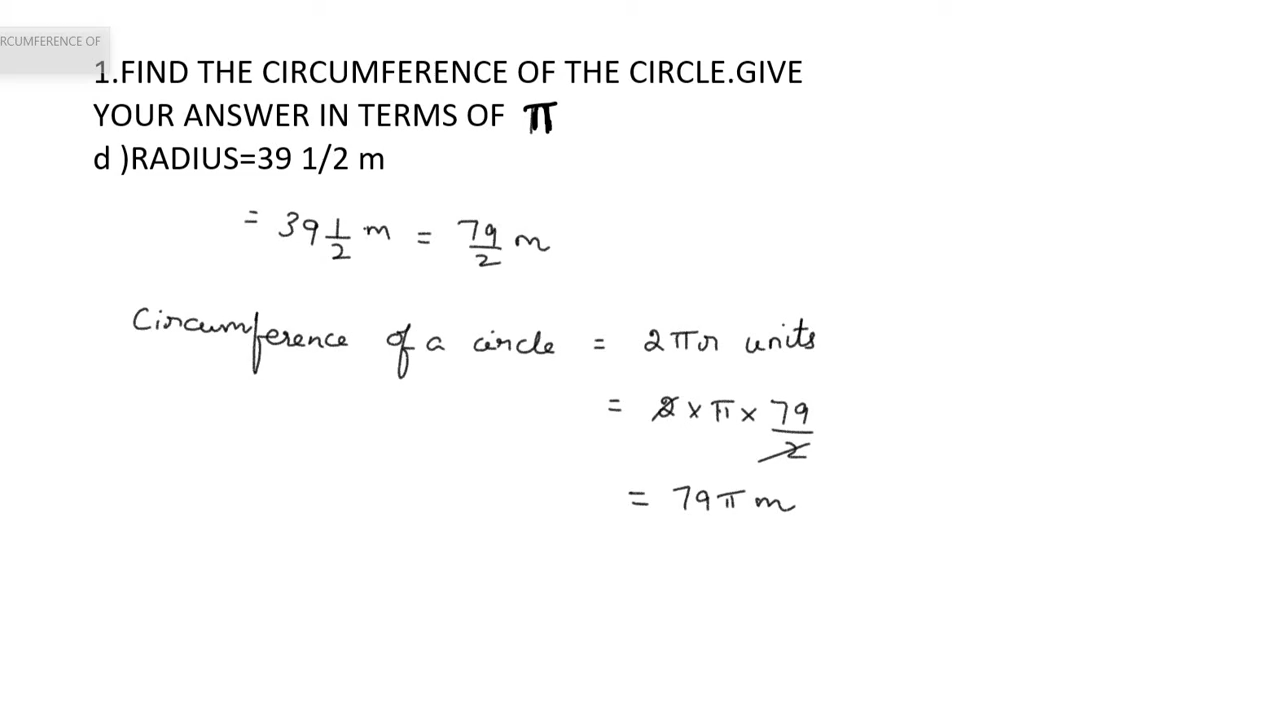 RCUMFERENCE OF
1.FIND THE CIRCUMFERENCE OF THE CIRCLE.GIVE
YOUR ANSWER IN TERMS OF π
d )RADIUS=39 1/2 m
= 39 1/2 m = 79/2 m
Circumference of a circle = 2πr units
= 2 × π × 79/2
= 79π m